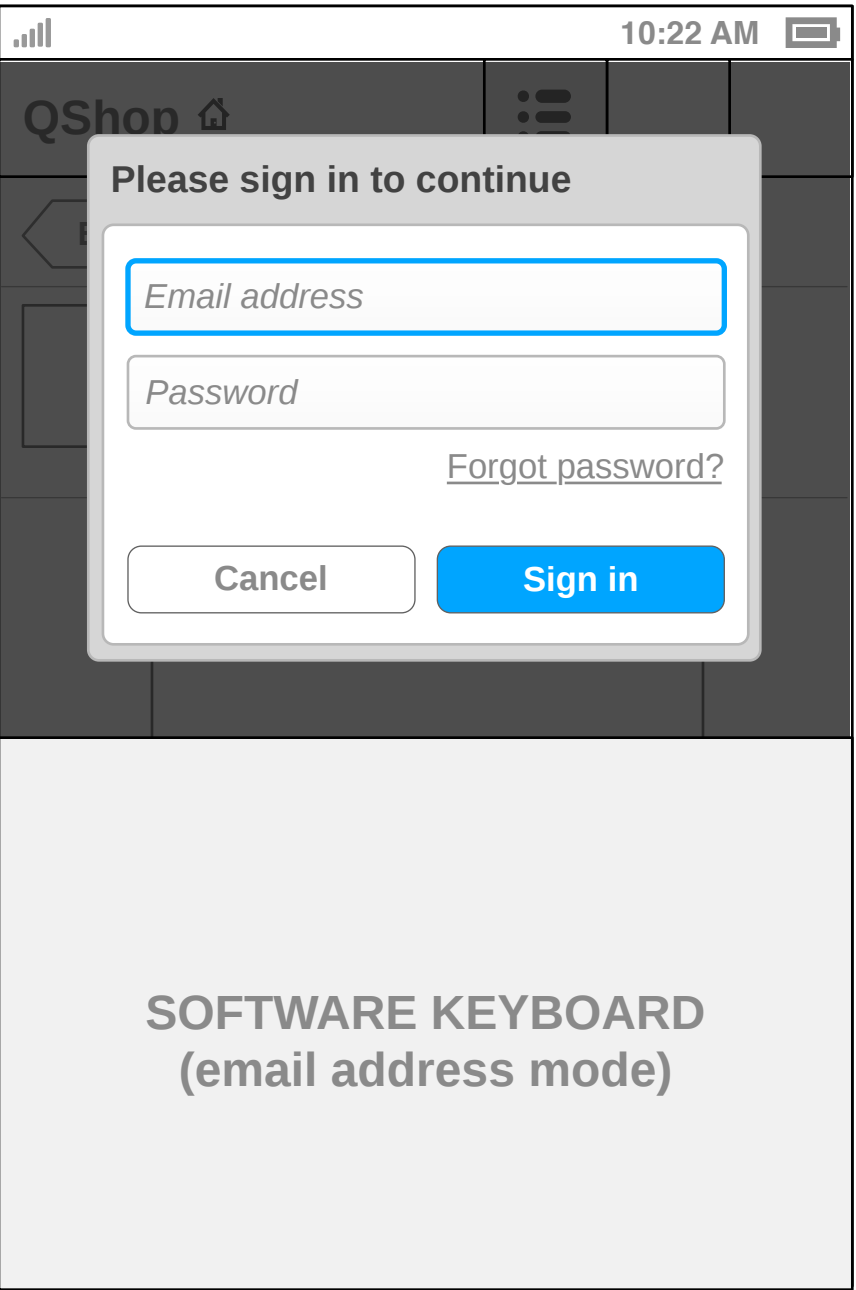 10:22 AM
QShop
Please sign in to continue
Email address
Password
Forgot password?
Cancel
Sign in
SOFTWARE KEYBOARD
(email address mode)